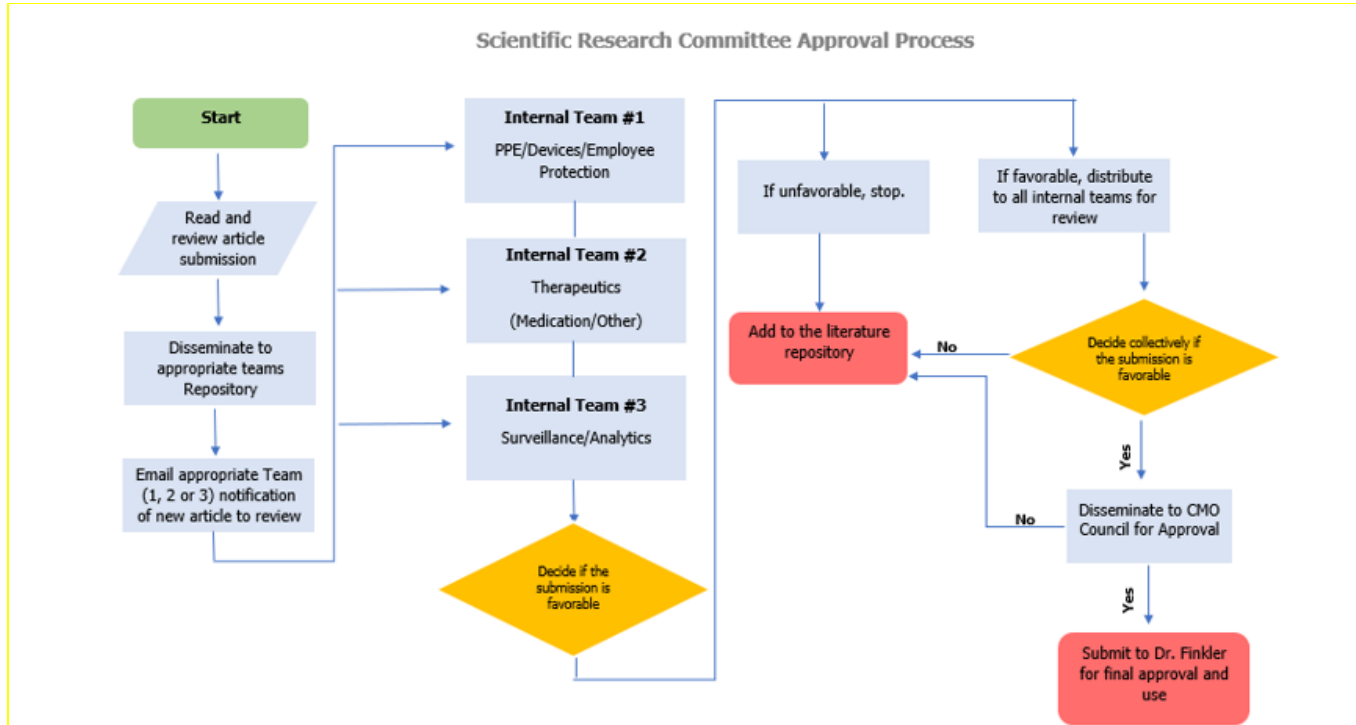 Scientific Research Committee Approval Process
Start
Read and
review article
submission
Disseminate to
appropriate teams
Repository
Email appropriate Team
(1, 2 or 3) notification
of new article to review
Internal Team #1
PPE/Devices/Employee
Protection
Internal Team #2
Therapeutics
(Medication/Other)
Internal Team #3
Surveillance/Analytics
Decide if the
submission is
favorable
If unfavorable, stop.
Add to the literature
repository
If favorable, distribute
to all internal teams for
review
Decide collectively if
the submission is
favorable
No
Yes
Disseminate to CMO
Council for Approval
No
Yes
Submit to Dr. Finkler
for final approval and
use